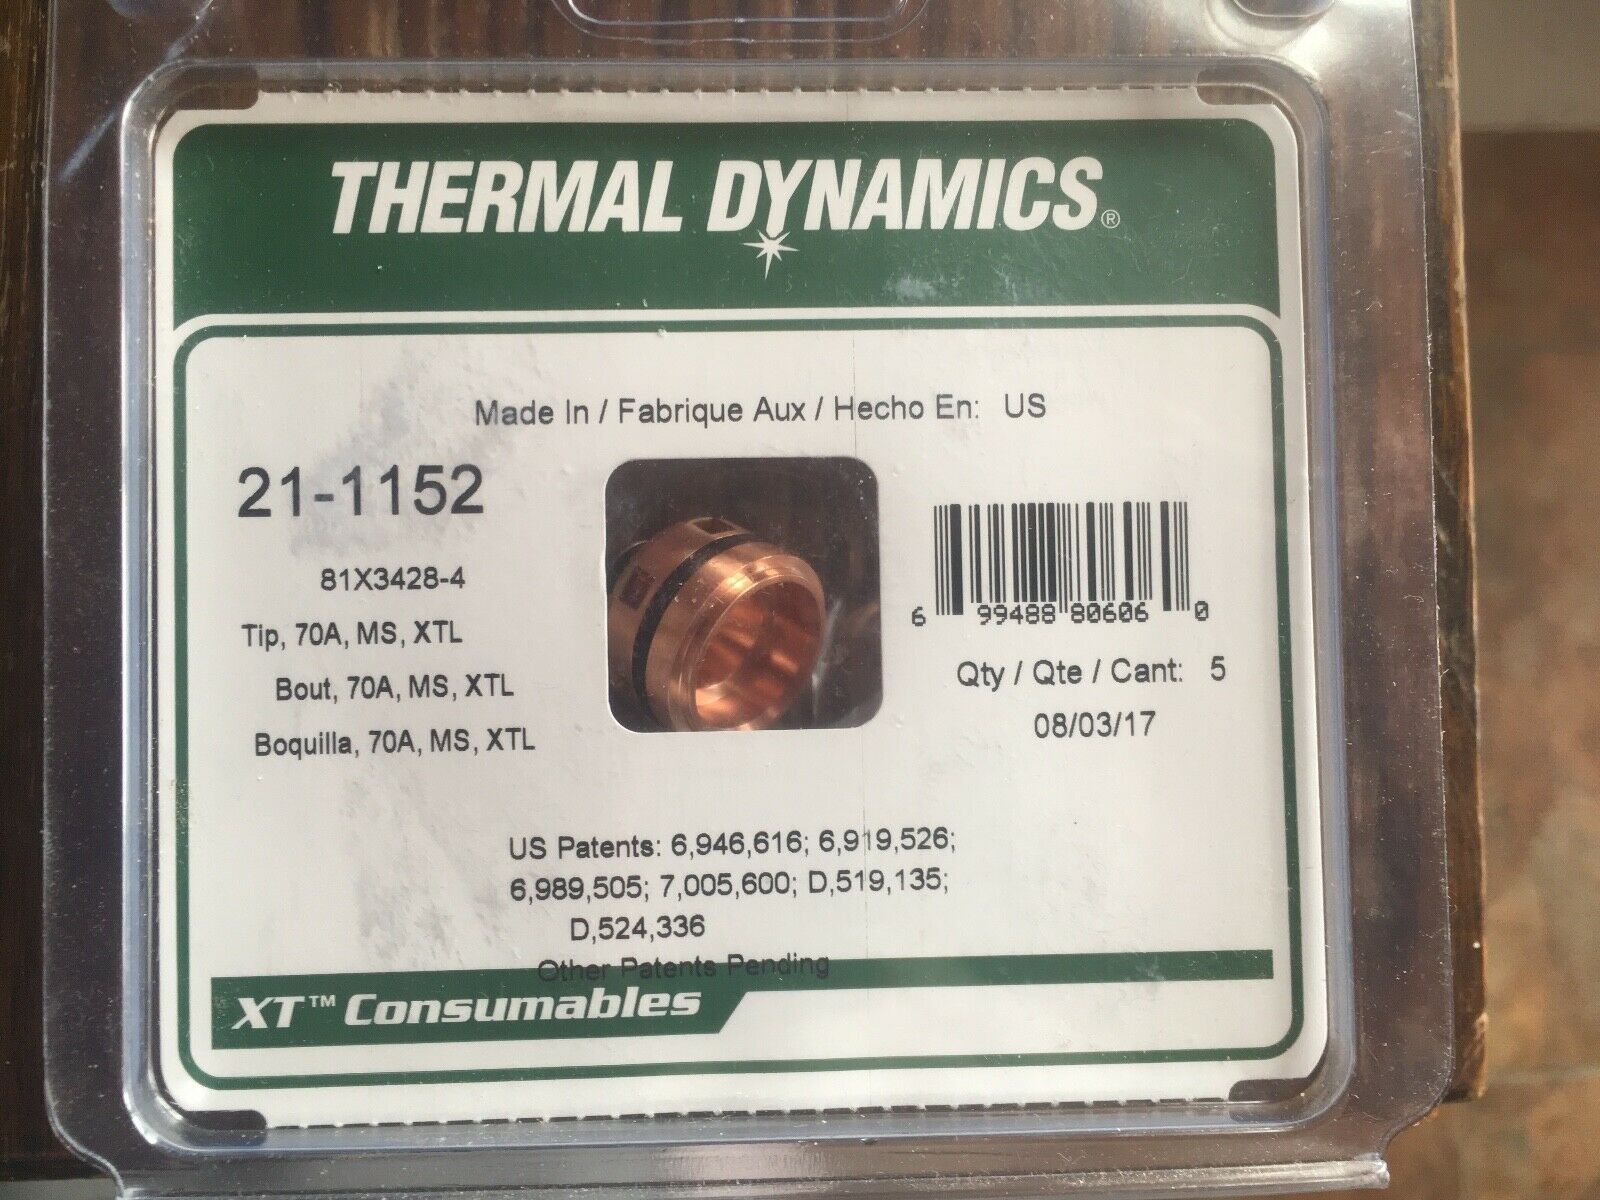 THERMAL DYNAMICS®
Made In / Fabrique Aux / Hecho En: US
21-1152
81X3428-4
Tip, 70A, MS, XTL
Bout, 70A, MS, XTL
Boquilla, 70A, MS, XTL
6 99488 80606 0
Qty / Qte / Cant: 5
08/03/17
US Patents: 6,946,616; 6,919,526;
6,989,505; 7,005,600; D,519,135;
D,524,336
Other Patents Pending
XT™ Consumables